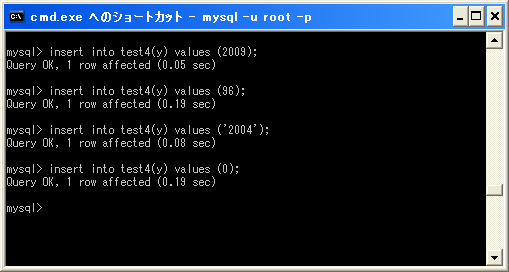 cmd.exe へのショートカット - mysql -u root -p
mysql> insert into test4(y) values (2009);
Query OK, 1 row affected (0.05 sec)
mysql> insert into test4(y) values (96);
Query OK, 1 row affected (0.19 sec)
mysql> insert into test4(y) values ('2004');
Query OK, 1 row affected (0.08 sec)
mysql> insert into test4(y) values (0);
Query OK, 1 row affected (0.19 sec)
mysql>